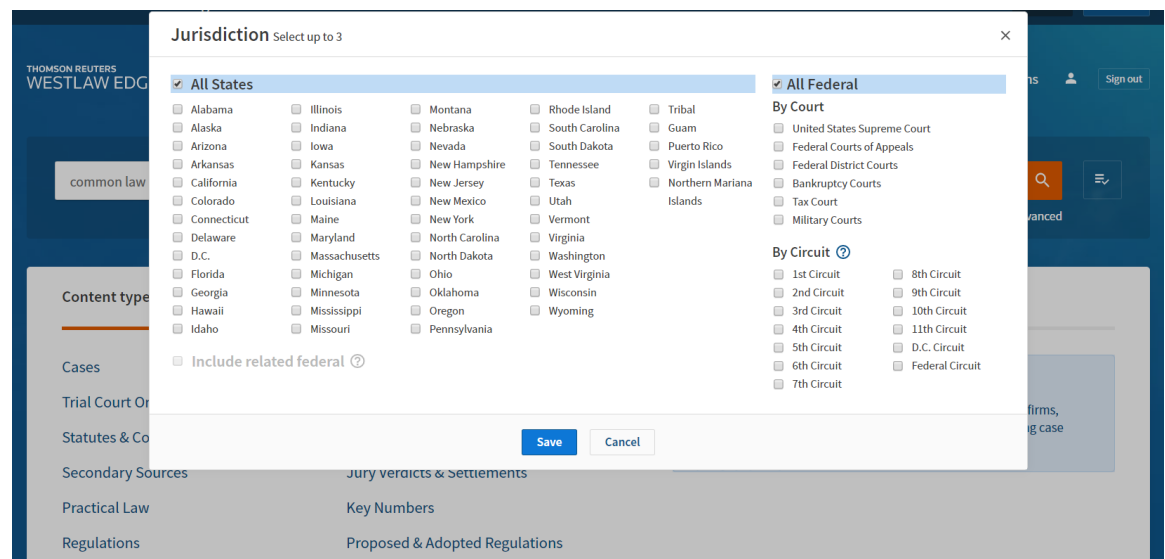 Jurisdiction Select up to 3
THOMSON REUTERS
WESTLAW EDG
ns
Sign out
All States
Alabama
Alaska
Arizona
Arkansas
California
Colorado
Connecticut
Delaware
D.C.
Florida
Georgia
Hawaii
Idaho
Illinois
Indiana
Iowa
Kansas
Kentucky
Louisiana
Maine
Maryland
Massachusetts
Michigan
Minnesota
Mississippi
Missouri
Montana
Nebraska
Nevada
New Hampshire
New Jersey
New Mexico
New York
North Carolina
North Dakota
Ohio
Oklahoma
Oregon
Pennsylvania
Rhode Island
South Carolina
South Dakota
Tennessee
Texas
Utah
Vermont
Virginia
Washington
West Virginia
Wisconsin
Wyoming
Tribal
Guam
Puerto Rico
Virgin Islands
Northern Mariana
Islands
Include related federal ?
All Federal
By Court
United States Supreme Court
Federal Courts of Appeals
Federal District Courts
Bankruptcy Courts
Tax Court
Military Courts
By Circuit ?
1st Circuit
2nd Circuit
3rd Circuit
4th Circuit
5th Circuit
6th Circuit
7th Circuit
8th Circuit
9th Circuit
10th Circuit
11th Circuit
D.C. Circuit
Federal Circuit
Save
Cancel
common law
vanced
Content type
Cases
Trial Court Or
Statutes & Co
Secondary Sources
Practical Law
Regulations
Jury Verdicts & Settlements
Key Numbers
Proposed & Adopted Regulations
firms,
ng case